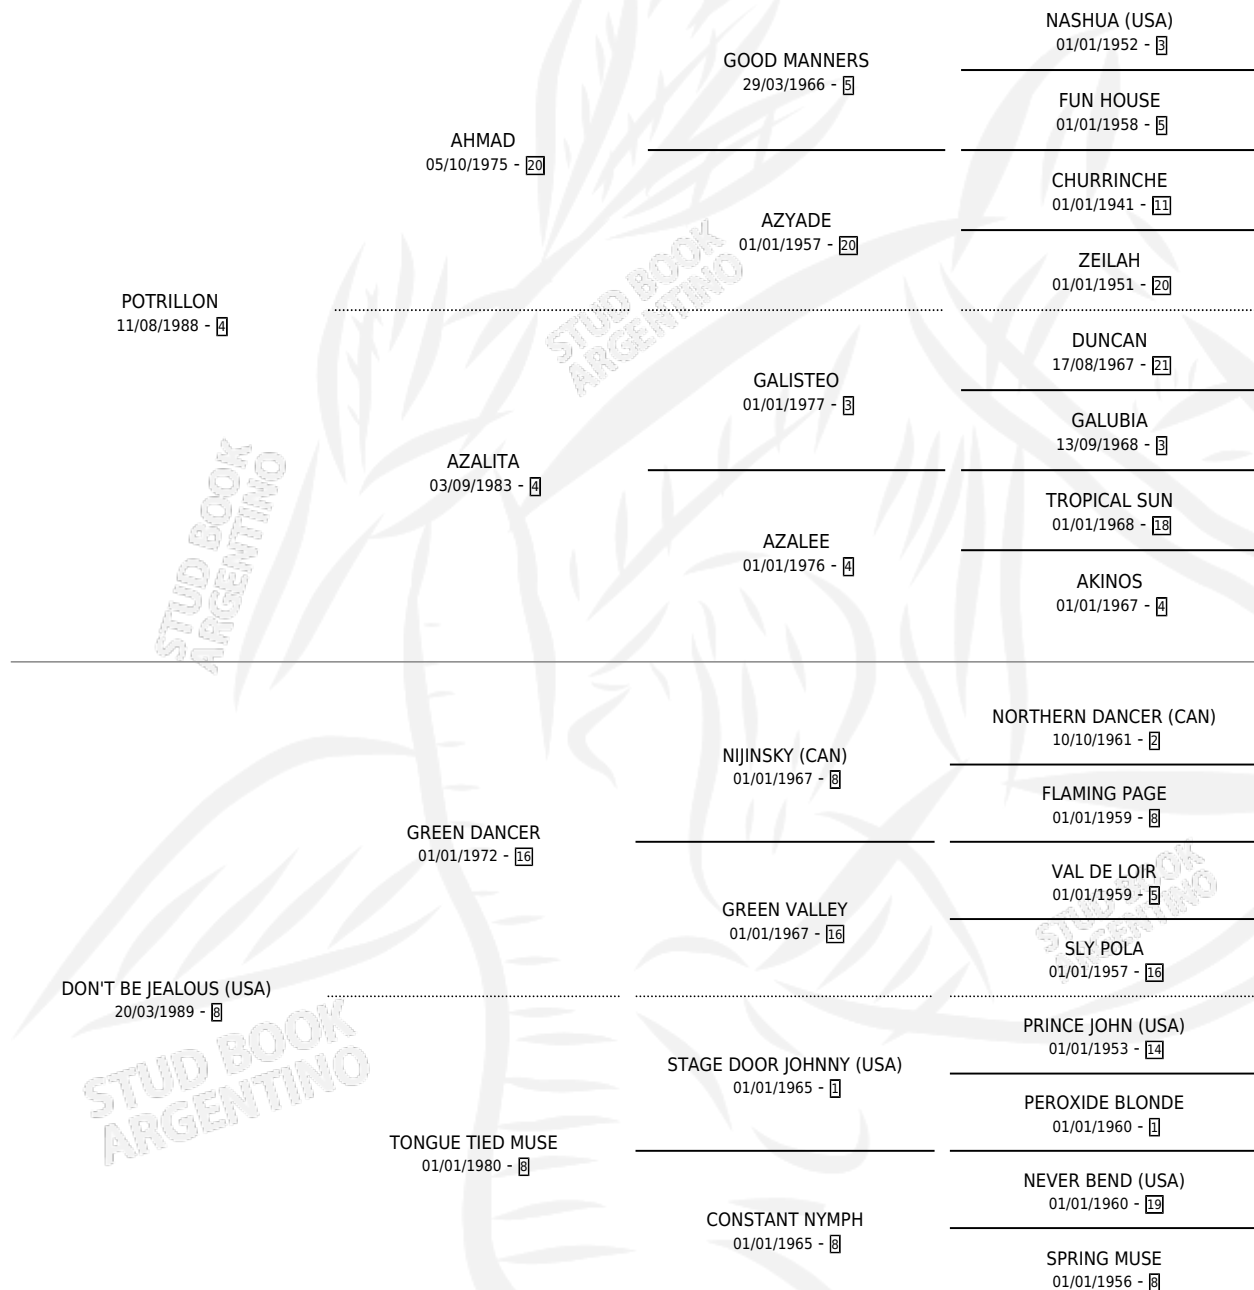 NASHUA (USA)
01/01/1952 - 3
GOOD MANNERS
29/03/1966 - 5
FUN HOUSE
01/01/1958 - 5
AHMAD
05/10/1975 - 20
CHURRINCHE
01/01/1941 - 11
AZYADE
01/01/1957 - 20
ZEILAH
01/01/1951 - 20
STUD BOOK
ARGENTINO
POTRILLON
11/08/1988 - 4
DUNCAN
17/08/1967 - 21
GALISTEO
01/01/1977 - 3
GALUBIA
13/09/1968 - 3
AZALITA
03/09/1983 - 4
TROPICAL SUN
01/01/1968 - 18
AZALEE
01/01/1976 - 4
AKINOS
01/01/1967 - 4
STUD BOOK
ARGENTINO
NORTHERN DANCER (CAN)
10/10/1961 - 2
NIJINSKY (CAN)
01/01/1967 - 8
FLAMING PAGE
01/01/1959 - 8
GREEN DANCER
01/01/1972 - 16
VAL DE LOIR
01/01/1959 - 5
GREEN VALLEY
01/01/1967 - 16
SLY POLA
01/01/1957 - 16
STUD BOOK
ARGENTINO
DON'T BE JEALOUS (USA)
20/03/1989 - 8
PRINCE JOHN (USA)
01/01/1953 - 14
STAGE DOOR JOHNNY (USA)
01/01/1965 - 1
PEROXIDE BLONDE
01/01/1960 - 1
STUD BOOK
ARGENTINO
TONGUE TIED MUSE
01/01/1980 - 8
NEVER BEND (USA)
01/01/1960 - 19
CONSTANT NYMPH
01/01/1965 - 8
SPRING MUSE
01/01/1956 - 8